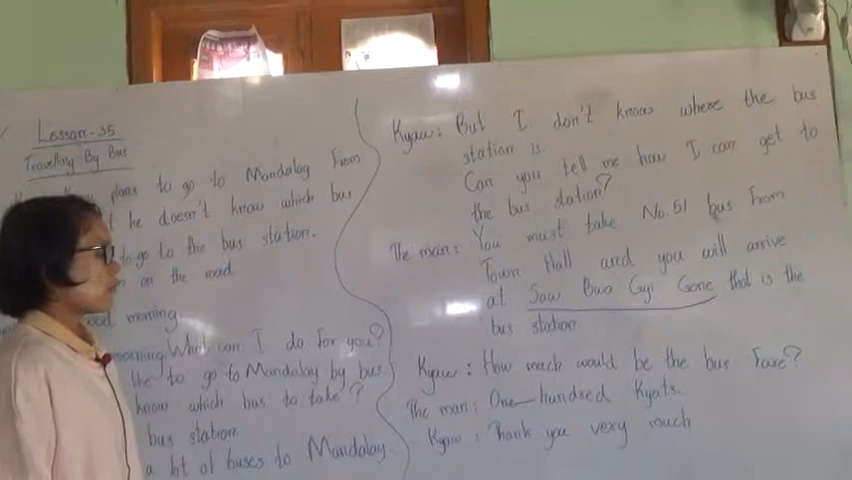 Lesson-35
Travelling By Bus
plans to go to Mandalay From
he doesn't know which bus
to go to the bus station.
on the road
good morning
morning. What can I do for you?
like to go to Mandalay by bus
know which bus to take?
bus station
a lot of buses to Mandalay.
Kyaw: But I don't know where the bus
station is.
Can you tell me how I can get to
the bus station?
The man: You must take No.51 bus From
Town Hall and you will arrive
at Saw Bwa Gyi Gone that is the
bus station
Kyaw: How much would be the bus Fare?
The man: One-hundred Kyats.
Kyaw: Thank you very much